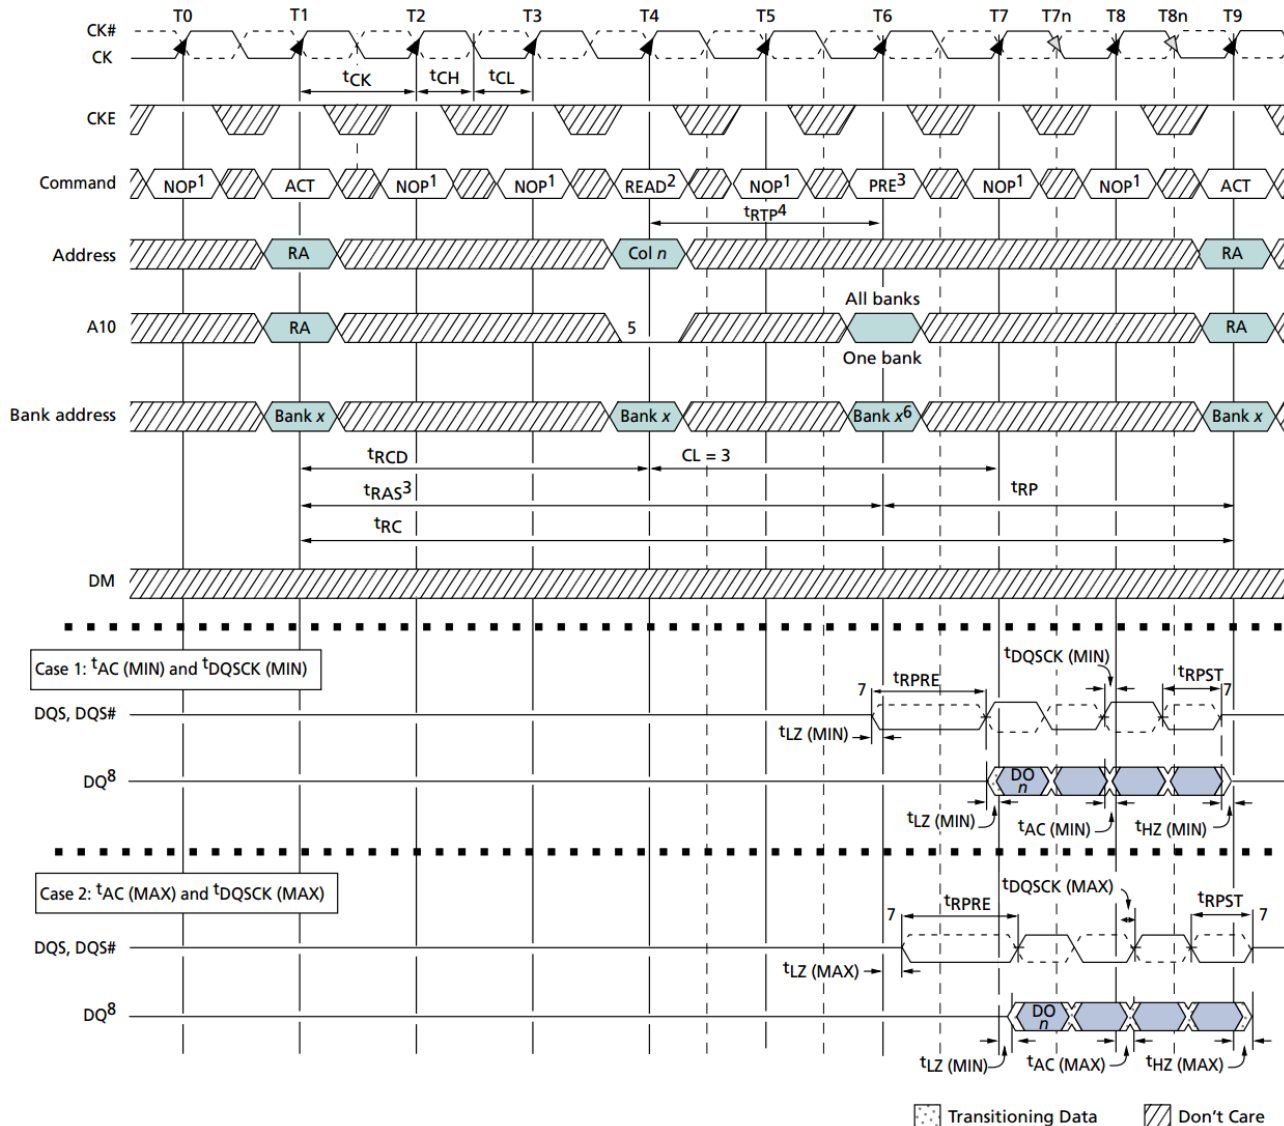 T0 T1 T2 T3 T4 T5 T6 T7 T7n T8 T8n T9
CK#
CK
tCK tCH tCL
CKE
Command NOP1 ACT NOP1 NOP1 READ2 NOP1 PRE3 NOP1 NOP1 ACT
tRTP4
Address RA Col n RA
All banks
A10 RA 5 RA
One bank
Bank address Bank x Bank x Bank x6 Bank x
tRCD CL = 3
tRAS3 tRP
tRC
DM
Case 1: tAC (MIN) and tDQSCK (MIN)
tDQSCK (MIN)
7 tRPRE tRPST 7
DQS, DQS#
tLZ (MIN)
DQ8 DO
n
tLZ (MIN) tAC (MIN) tHZ (MIN)
Case 2: tAC (MAX) and tDQSCK (MAX)
tDQSCK (MAX)
7 tRPRE tRPST 7
DQS, DQS#
tLZ (MAX)
DQ8 DO
n
tLZ (MIN) tAC (MAX) tHZ (MAX)
Transitioning Data Don't Care